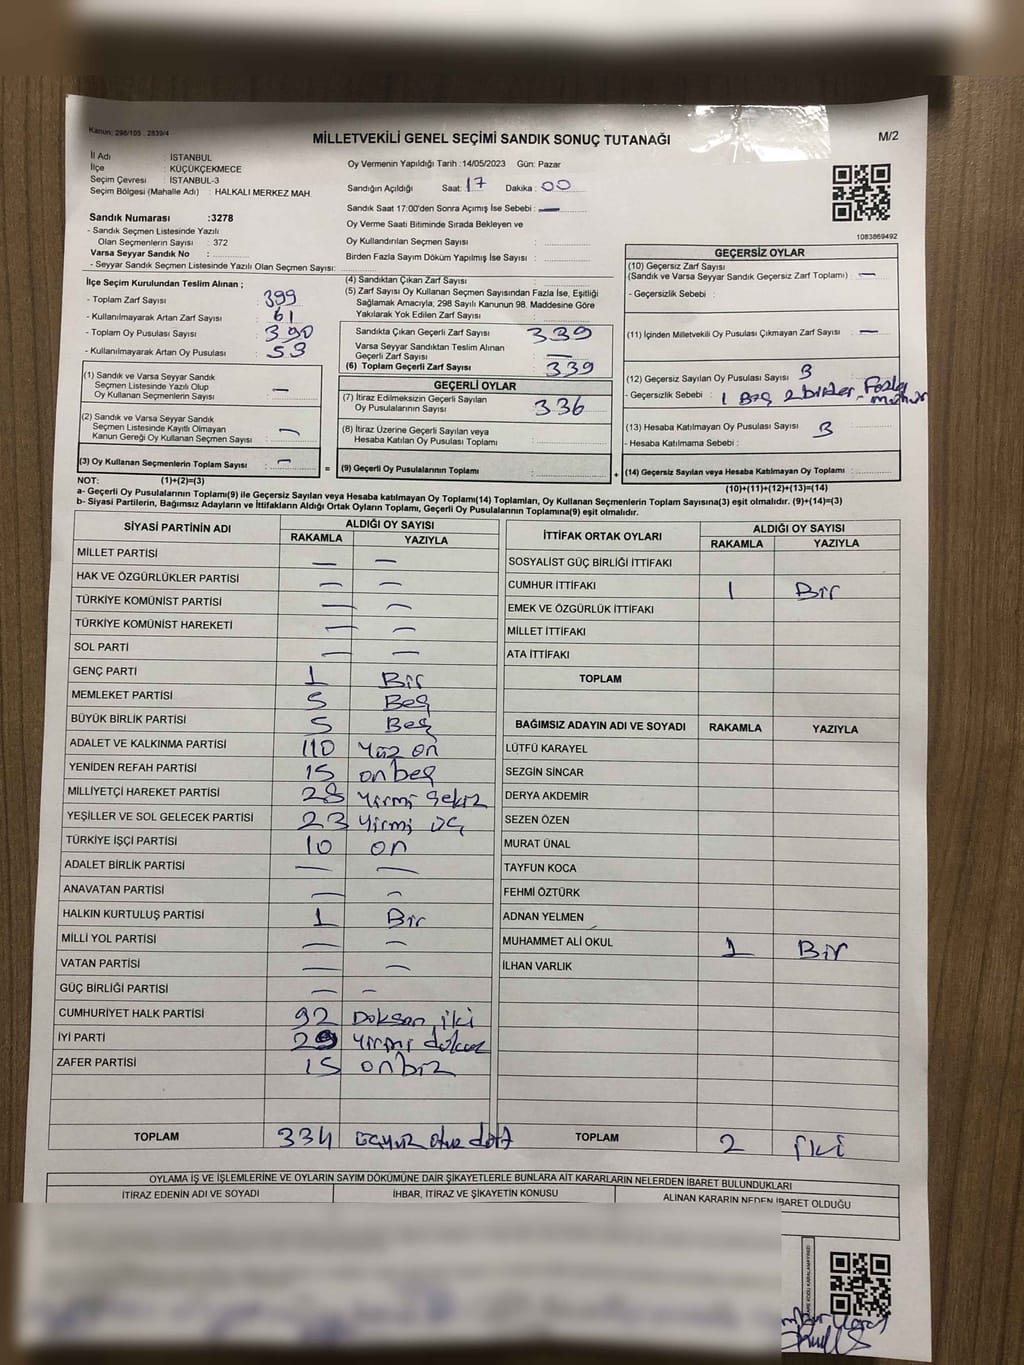 Kanun: 298/105 . 2839/4
MİLLETVEKİLİ GENEL SEÇİMİ SANDIK SONUÇ TUTANAĞI
M/2
İl Adı : İSTANBUL
İlçe : KÜÇÜKÇEKMECE
Seçim Çevresi : İSTANBUL-3
Seçim Bölgesi (Mahalle Adı) : HALKALI MERKEZ MAH.
Sandık Numarası :3278
- Sandık Seçmen Listesinde Yazılı
Olan Seçmenlerin Sayısı : 372
Varsa Seyyar Sandık No :
- Seyyar Sandık Seçmen Listesinde Yazılı Olan Seçmen Sayısı:
Oy Vermenin Yapıldığı Tarih : 14/05/2023 Gün: Pazar
Sandığın Açıldığı Saat: 17 Dakika : 00
Sandık Saat 17:00'den Sonra Açımış İse Sebebi : —
Oy Verme Saati Bitiminde Sırada Bekleyen ve
Oy Kullandırılan Seçmen Sayısı :
Birden Fazla Sayım Döküm Yapılmış İse Sayısı :
1083869492
İlçe Seçim Kurulundan Teslim Alınan ;
- Toplam Zarf Sayısı : 399
- Kullanılmayarak Artan Zarf Sayısı : 61
- Toplam Oy Pusulası Sayısı : 390
- Kullanılmayarak Artan Oy Pusulası : 53
(1) Sandık ve Varsa Seyyar Sandık
Seçmen Listesinde Yazılı Olup
Oy Kullanan Seçmenlerin Sayısı : —
(2) Sandık ve Varsa Seyyar Sandık
Seçmen Listesinde Kayıtlı Olmayan
Kanun Gereği Oy Kullanan Seçmen Sayısı : —
(3) Oy Kullanan Seçmenlerin Toplam Sayısı : —
(4) Sandıktan Çıkan Zarf Sayısı :
(5) Zarf Sayısı Oy Kullanan Seçmen Sayısından Fazla İse, Eşitliği
Sağlamak Amacıyla, 298 Sayılı Kanunun 98. Maddesine Göre
Yakılarak Yok Edilen Zarf Sayısı :
Sandıkta Çıkan Geçerli Zarf Sayısı : 339
Varsa Seyyar Sandıktan Teslim Alınan
Geçerli Zarf Sayısı : —
(6) Toplam Geçerli Zarf Sayısı : 339
GEÇERLİ OYLAR
(7) İtiraz Edilmeksizin Geçerli Sayılan
Oy Pusulalarının Sayısı : 336
(8) İtiraz Üzerine Geçerli Sayılan veya
Hesaba Katılan Oy Pusulası Toplamı :
= (9) Geçerli Oy Pusulalarının Toplamı : +
GEÇERSİZ OYLAR
(10) Geçersiz Zarf Sayısı
(Sandık ve Varsa Seyyar Sandık Geçersiz Zarf Toplamı) : —
- Geçersizlik Sebebi :
(11) İçinden Milletvekili Oy Pusulası Çıkmayan Zarf Sayısı : —
(12) Geçersiz Sayılan Oy Pusulası Sayısı : 3
- Geçersizlik Sebebi : 1 Boş 2 birden Fazla
mühür
(13) Hesaba Katılmayan Oy Pusulası Sayısı : 3
- Hesaba Katılmama Sebebi :
(14) Geçersiz Sayılan veya Hesaba Katılmayan Oy Toplamı :
NOT: (1)+(2)=(3)
(10)+(11)+(12)+(13)=(14)
a- Geçerli Oy Pusulalarının Toplamı(9) ile Geçersiz Sayılan veya Hesaba katılmayan Oy Toplamı(14) Toplamları, Oy Kullanan Seçmenlerin Toplam Sayısına(3) eşit olmalıdır. (9)+(14)=(3)
b- Siyasi Partilerin, Bağımsız Adayların ve İttifakların Aldığı Ortak Oyların Toplamı, Geçerli Oy Pusulalarının Toplamına(9) eşit olmalıdır.
SİYASİ PARTİNİN ADI ALDIĞI OY SAYISI
RAKAMLA YAZIYLA
MİLLET PARTİSİ — —
HAK VE ÖZGÜRLÜKLER PARTİSİ — —
TÜRKİYE KOMÜNİST PARTİSİ — —
TÜRKİYE KOMÜNİST HAREKETİ — —
SOL PARTİ — —
GENÇ PARTİ 1 Bir
MEMLEKET PARTİSİ 5 Beş
BÜYÜK BİRLİK PARTİSİ 5 Beş
ADALET VE KALKINMA PARTİSİ 110 Yüz on
YENİDEN REFAH PARTİSİ 15 on beş
MİLLİYETÇİ HAREKET PARTİSİ 28 Yirmi sekiz
YEŞİLLER VE SOL GELECEK PARTİSİ 23 Yirmi üç
TÜRKİYE İŞÇİ PARTİSİ 10 on
ADALET BİRLİK PARTİSİ — —
ANAVATAN PARTİSİ — —
HALKIN KURTULUŞ PARTİSİ 1 Bir
MİLLİ YOL PARTİSİ — —
VATAN PARTİSİ — —
GÜÇ BİRLİĞİ PARTİSİ — —
CUMHURİYET HALK PARTİSİ 92 Doksan iki
İYİ PARTİ 29 Yirmi dokuz
ZAFER PARTİSİ 15
TOPLAM 334 üçyüz otuz dört
İTTİFAK ORTAK OYLARI ALDIĞI OY SAYISI
RAKAMLA YAZIYLA
SOSYALİST GÜÇ BİRLİĞİ İTTİFAKI
CUMHUR İTTİFAKI 1 Bir
EMEK VE ÖZGÜRLÜK İTTİFAKI
MİLLET İTTİFAKI
ATA İTTİFAKI
TOPLAM
BAĞIMSIZ ADAYIN ADI VE SOYADI RAKAMLA YAZIYLA
LÜTFÜ KARAYEL
SEZGİN SİNCAR
DERYA AKDEMİR
SEZEN ÖZEN
MURAT ÜNAL
TAYFUN KOCA
FEHMİ ÖZTÜRK
ADNAN YELMEN
MUHAMMET ALİ OKUL 1 Bir
İLHAN VARLIK
TOPLAM 2 iki
OYLAMA İŞ VE İŞLEMLERİNE VE OYLARIN SAYIM DÖKÜMÜNE DAİR ŞİKAYETLERLE BUNLARA AİT KARARLARIN NELERDEN İBARET BULUNDUKLARI
İTİRAZ EDENİN ADI VE SOYADI İHBAR, İTİRAZ VE ŞİKAYETİN KONUSU ALINAN KARARIN NEDEN İBARET OLDUĞU